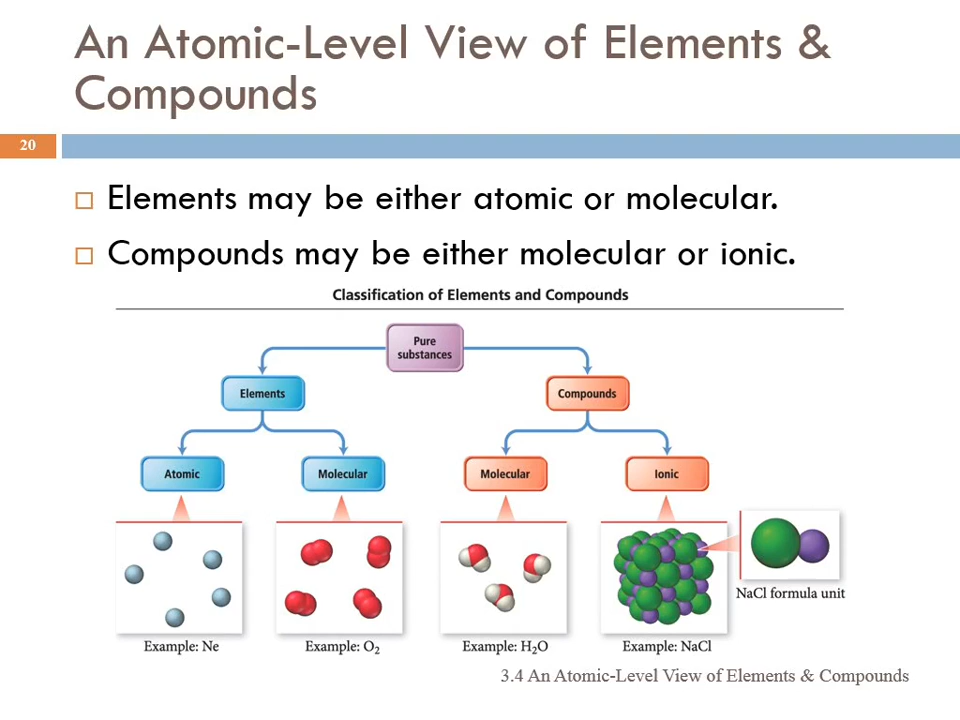 An Atomic-Level View of Elements &
Compounds
20
Elements may be either atomic or molecular.
Compounds may be either molecular or ionic.
Classification of Elements and Compounds
Pure
substances
Elements
Compounds
Atomic
Molecular
Molecular
Ionic
NaCl formula unit
Example: Ne
Example: O₂
Example: H₂O
Example: NaCl
3.4 An Atomic-Level View of Elements & Compounds